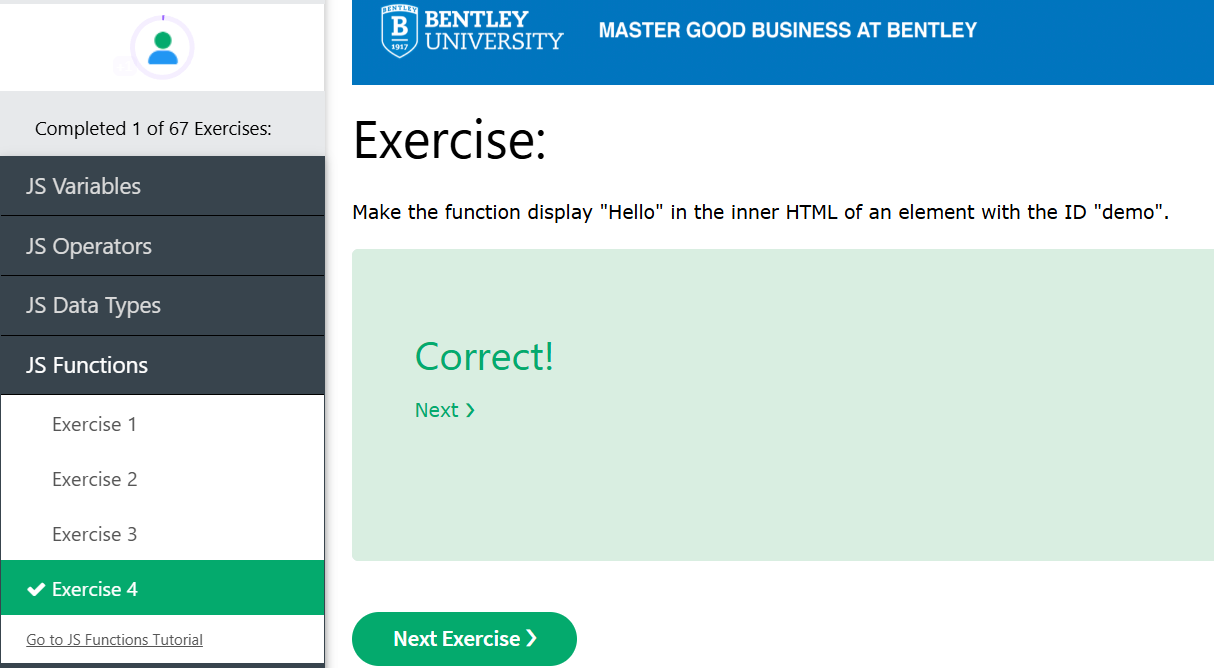 BENTLEY
B
1917
BENTLEY
UNIVERSITY
MASTER GOOD BUSINESS AT BENTLEY
Completed 1 of 67 Exercises:
JS Variables
JS Operators
JS Data Types
JS Functions
Exercise 1
Exercise 2
Exercise 3
Exercise 4
Go to JS Functions Tutorial
Exercise:
Make the function display "Hello" in the inner HTML of an element with the ID "demo".
Correct!
Next ❯
Next Exercise ❯